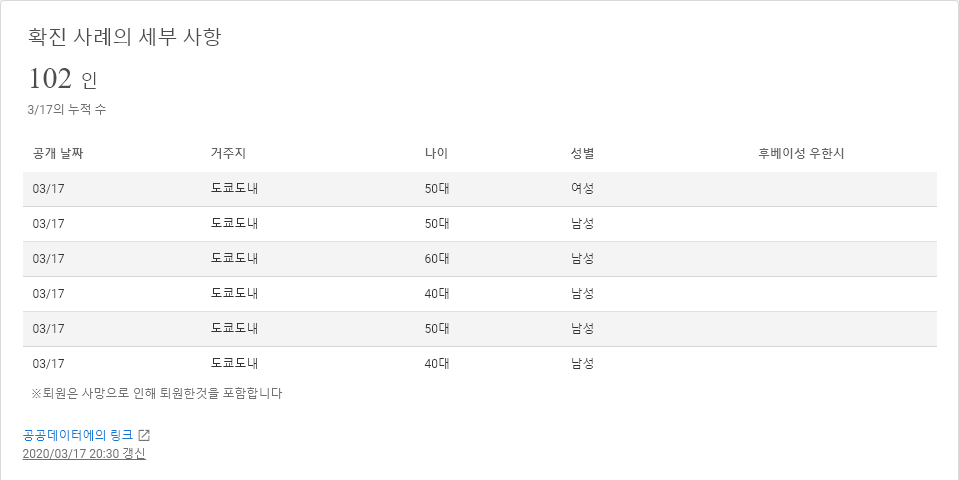 확진 사례의 세부 사항
102 인
3/17의 누적 수
공개 날짜 거주지 나이 성별 후베이성 우한시
03/17 도쿄도내 50대 여성
03/17 도쿄도내 50대 남성
03/17 도쿄도내 60대 남성
03/17 도쿄도내 40대 남성
03/17 도쿄도내 50대 남성
03/17 도쿄도내 40대 남성
※퇴원은 사망으로 인해 퇴원한것을 포함합니다
공공데이터에의 링크
2020/03/17 20:30 갱신